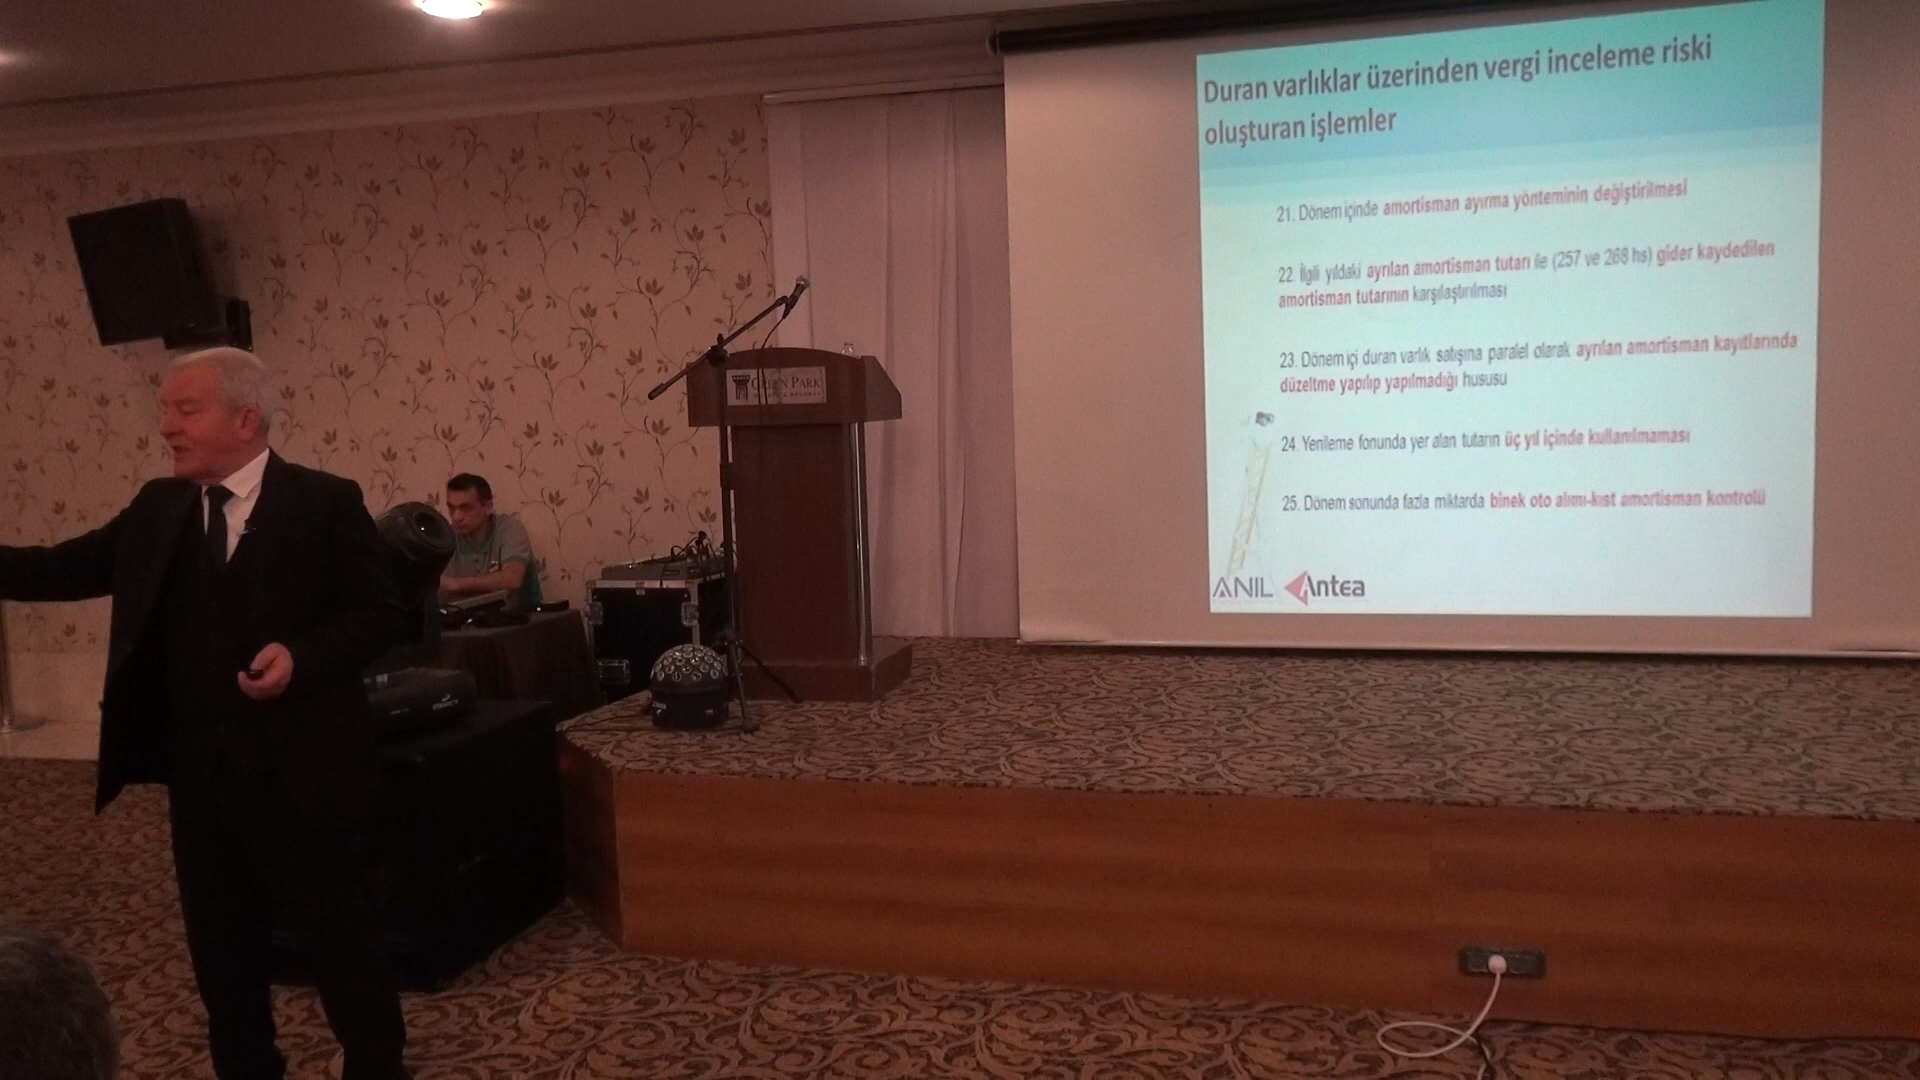 Duran varlıklar üzerinden vergi inceleme riski
oluşturan işlemler
21. Dönem içinde amortisman ayırma yönteminin değiştirilmesi
22. İlgili yıldaki ayrılan amortisman tutarı ile (257 ve 268 hs) gider kaydedilen
amortisman tutarının karşılaştırılması
23. Dönem içi duran varlık satışına paralel olarak ayrılan amortisman kayıtlarında
düzeltme yapılıp yapılmadığı hususu
24. Yenileme fonunda yer alan tutarın üç yıl içinde kullanılmaması
25. Dönem sonunda fazla miktarda binek oto alımı-kıst amortisman kontrolü
ANIL Antea
GREEN PARK